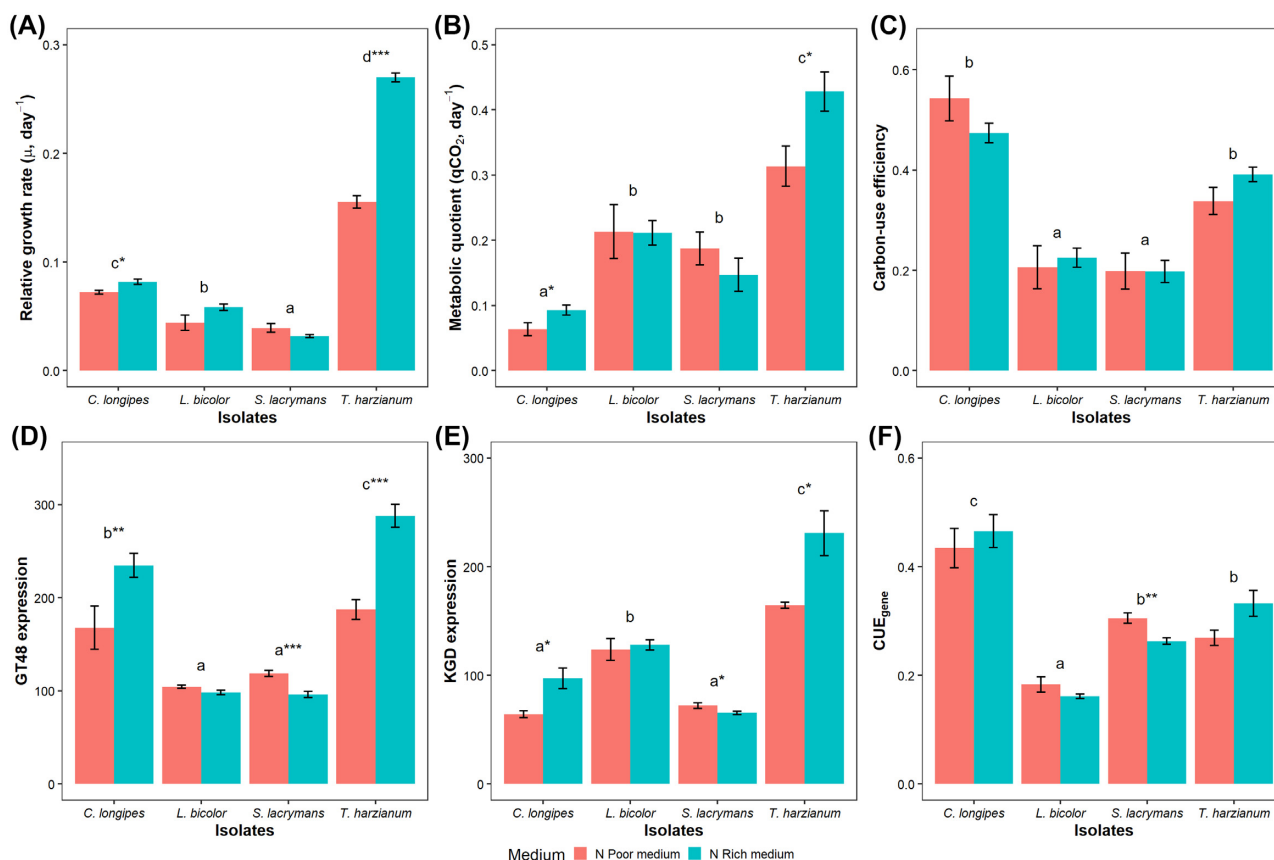 (A)
Relative growth rate (μ, day⁻¹)
0.3
0.2
0.1
0.0
c*
b
a
d***
C. longipes L. bicolor S. lacrymans T. harzianum
Isolates
(B)
Metabolic quotient (qCO₂, day⁻¹)
0.5
0.4
0.3
0.2
0.1
0.0
a*
b
b
c*
C. longipes L. bicolor S. lacrymans T. harzianum
Isolates
(C)
Carbon-use efficiency
0.6
0.4
0.2
0.0
b
a
a
b
C. longipes L. bicolor S. lacrymans T. harzianum
Isolates
(D)
GT48 expression
300
200
100
0
b**
a
a***
c***
C. longipes L. bicolor S. lacrymans T. harzianum
Isolates
(E)
KGD expression
300
200
100
0
a*
b
a*
c*
C. longipes L. bicolor S. lacrymans T. harzianum
Isolates
(F)
CUEgene
0.6
0.4
0.2
0.0
c
a
b**
b
C. longipes L. bicolor S. lacrymans T. harzianum
Isolates
Medium N Poor medium N Rich medium